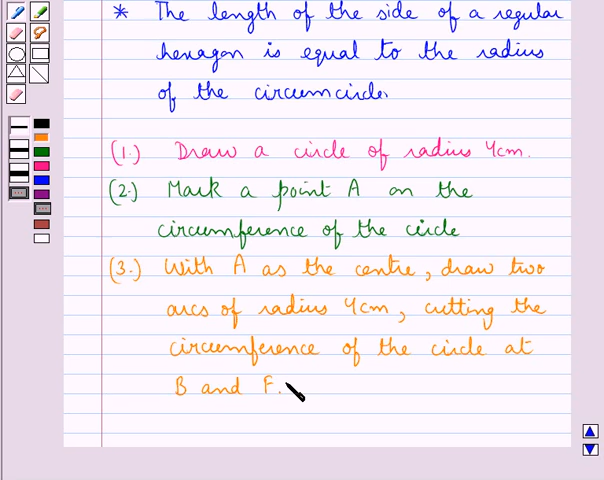 * The length of the side of a regular
hexagon is equal to the radius
of the circumcircle.
(1.) Draw a circle of radius 4cm.
(2.) Mark a point A on the
circumference of the circle
(3.) With A as the centre, draw two
arcs of radius 4cm, cutting the
circumference of the circle at
B and F.